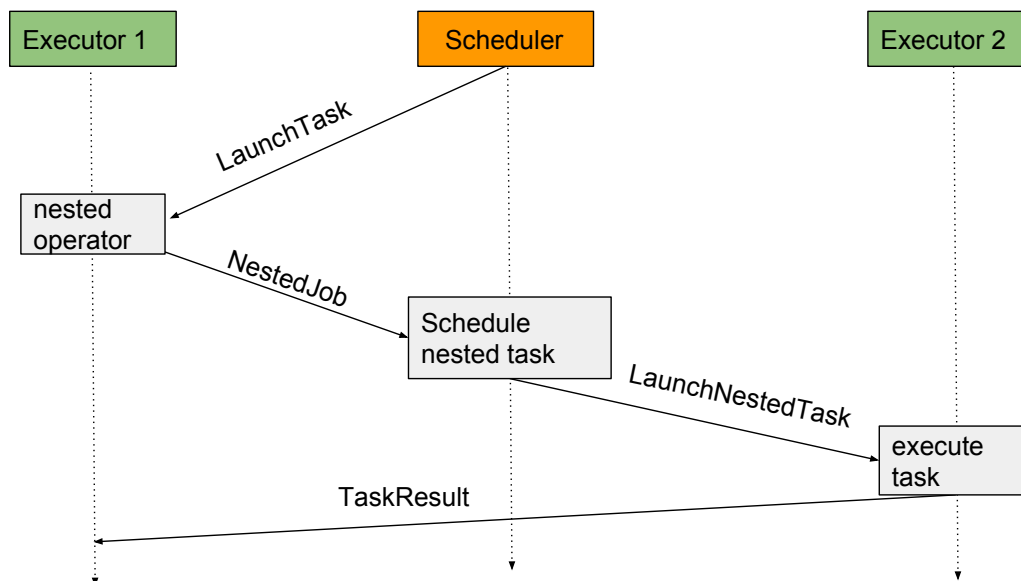 Executor 1
Scheduler
Executor 2
LaunchTask
nested
operator
NestedJob
Schedule
nested task
LaunchNestedTask
execute
task
TaskResult